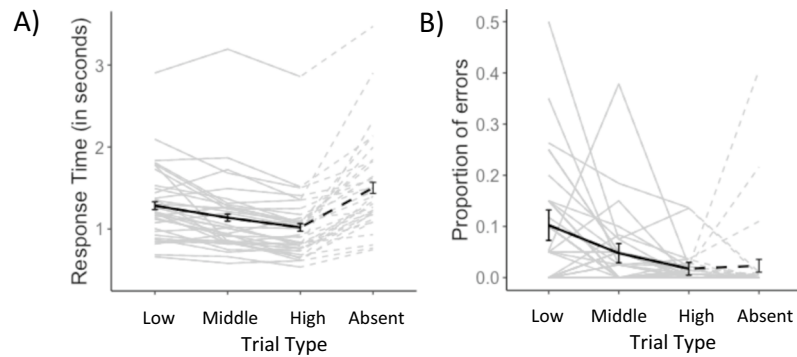 A)
Response Time (in seconds)
3
2
1
Low Middle High Absent
Trial Type
B)
Proportion of errors
0.5
0.4
0.3
0.2
0.1
0.0
Low Middle High Absent
Trial Type